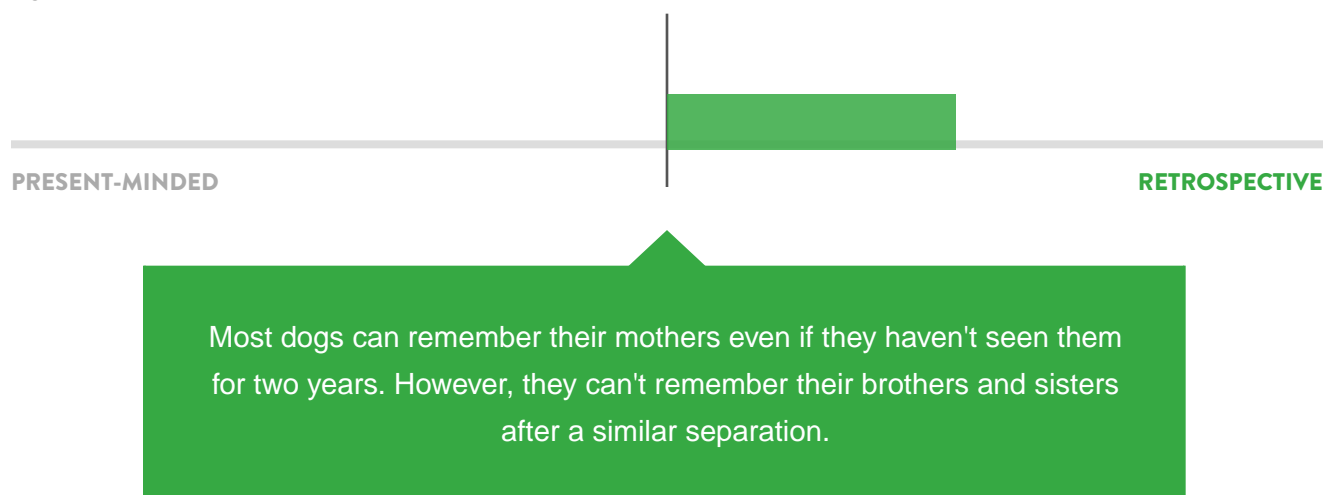 PRESENT-MINDED
RETROSPECTIVE
Most dogs can remember their mothers even if they haven't seen them
for two years. However, they can't remember their brothers and sisters
after a similar separation.